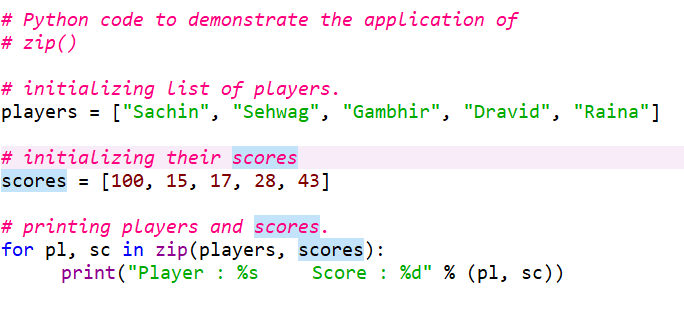 # Python code to demonstrate the application of
# zip()
# initializing list of players.
players = ["Sachin", "Sehwag", "Gambhir", "Dravid", "Raina"]
# initializing their scores
scores = [100, 15, 17, 28, 43]
# printing players and scores.
for pl, sc in zip(players, scores):
print("Player : %s     Score : %d" % (pl, sc))